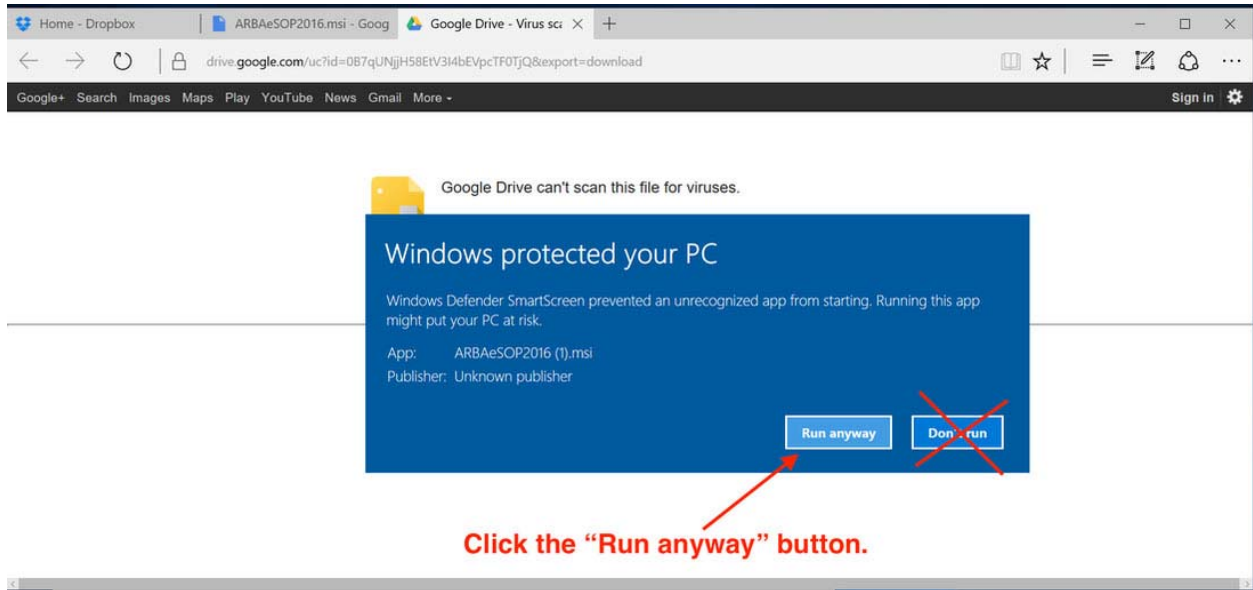 Home - Dropbox
ARBAeSOP2016.msi - Goog
Google Drive - Virus sca
drive.google.com/uc?id=0B7qUNjjH58EtV3I4bEVpcTF0TjQ&export=download
Google+ Search Images Maps Play YouTube News Gmail More
Sign in
Google Drive can't scan this file for viruses.
Windows protected your PC
Windows Defender SmartScreen prevented an unrecognized app from starting. Running this app
might put your PC at risk.
App: ARBAeSOP2016 (1).msi
Publisher: Unknown publisher
Run anyway
Don't run
Click the “Run anyway” button.